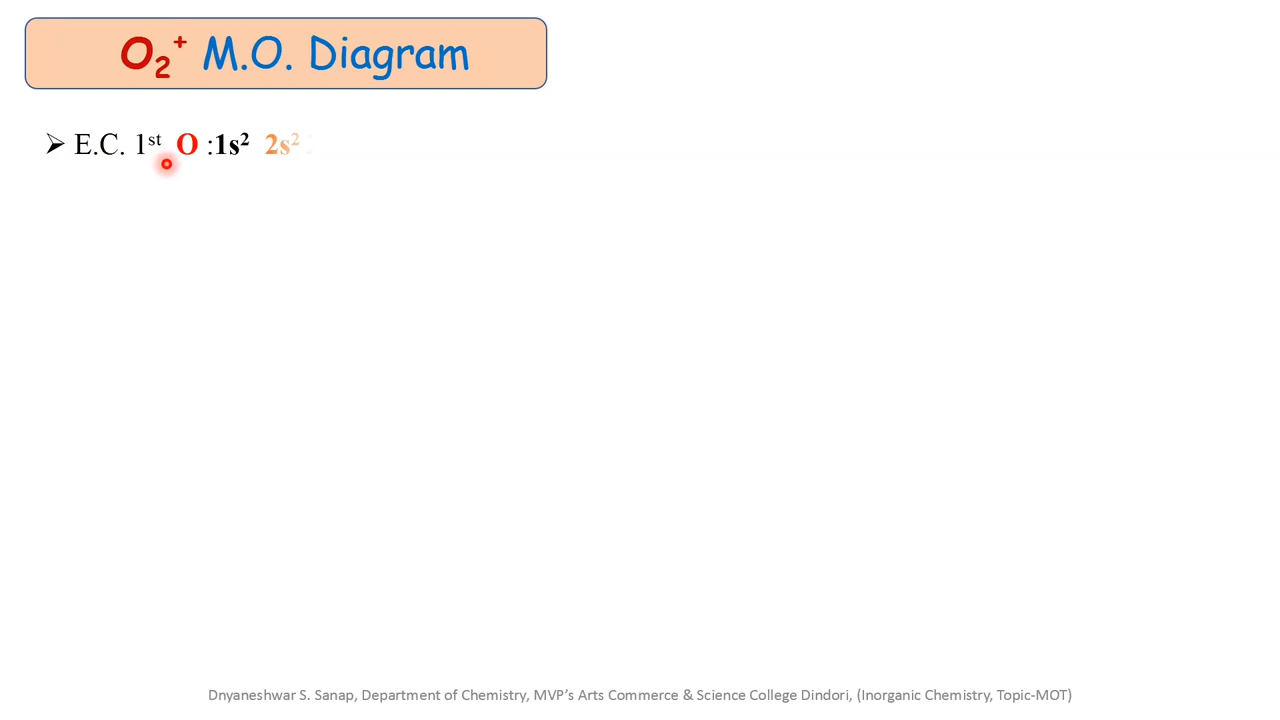 O₂⁺ M.O. Diagram
➢ E.C. 1ˢᵗ O :1s² 2s²
Dnyaneshwar S. Sanap, Department of Chemistry, MVP’s Arts Commerce & Science College Dindori, (Inorganic Chemistry, Topic-MOT)